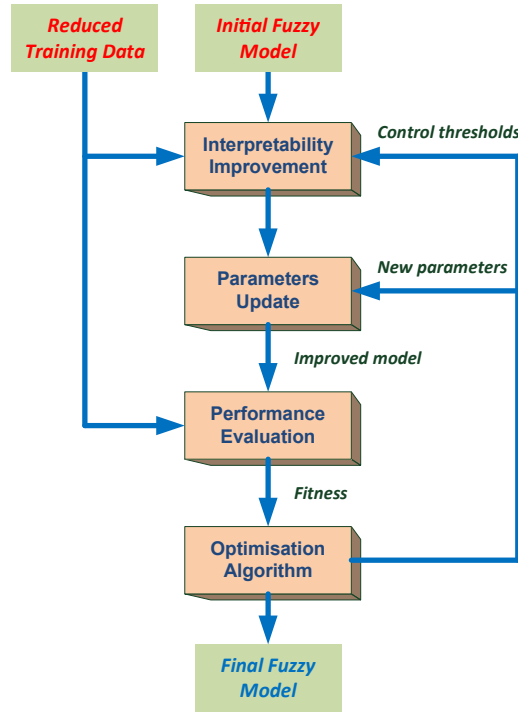 Reduced
Training Data
Initial Fuzzy
Model
Control thresholds
Interpretability
Improvement
New parameters
Parameters
Update
Improved model
Performance
Evaluation
Fitness
Optimisation
Algorithm
Final Fuzzy
Model